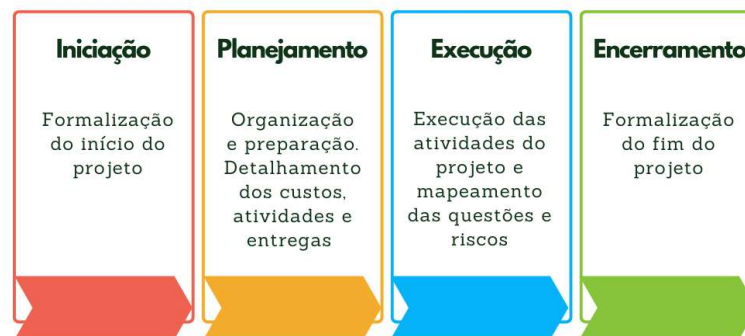 Iniciação
Formalização
do início do
projeto
Planejamento
Organização
e preparação.
Detalhamento
dos custos,
atividades e
entregas
Execução
Execução das
atividades do
projeto e
mapeamento
das questões e
riscos
Encerramento
Formalização
do fim do
projeto